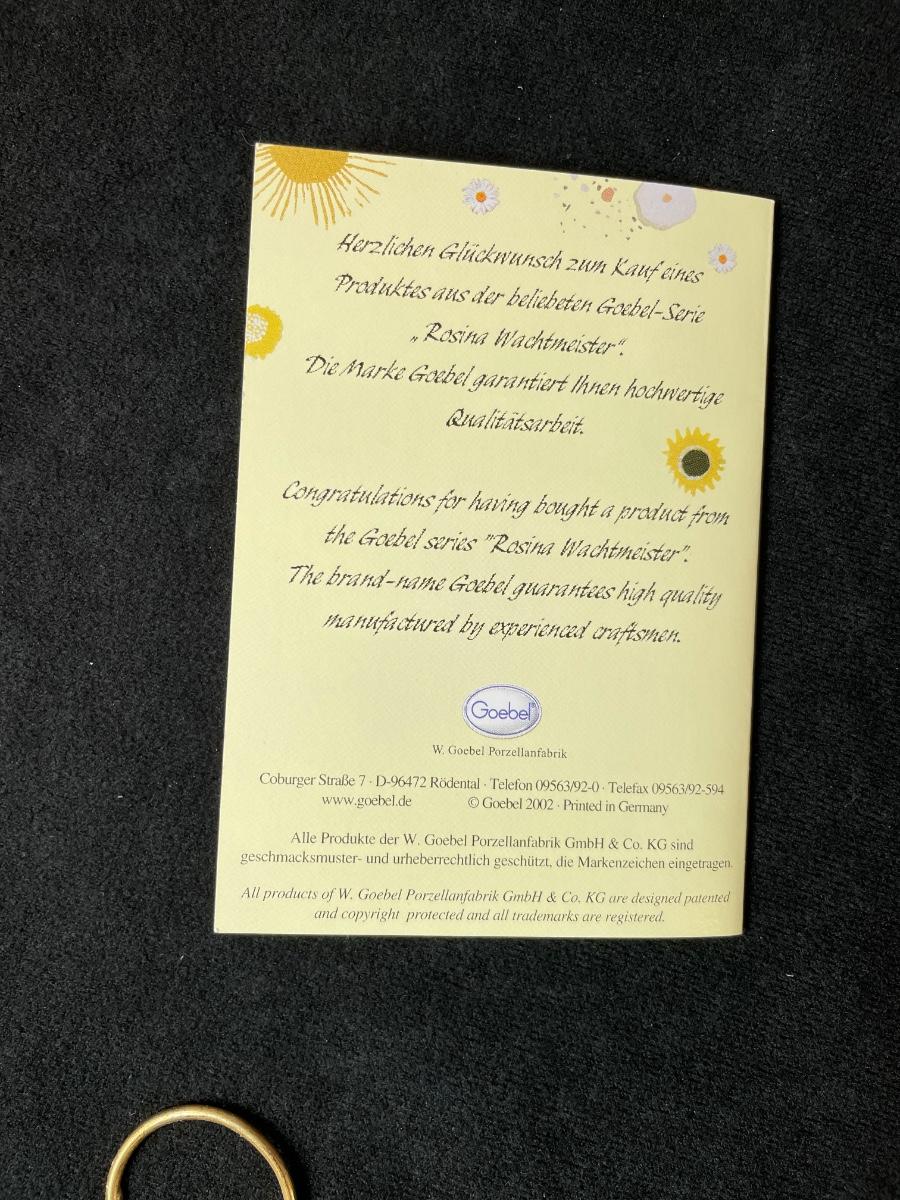 Herzlichen Glückwunsch zum Kauf eines
Produktes aus der beliebeten Goebel-Serie
„Rosina Wachtmeister“.
Die Marke Goebel garantiert Ihnen hochwertige
Qualitätsarbeit.
Congratulations for having bought a product from
the Goebel series "Rosina Wachtmeister".
The brand-name Goebel guarantees high quality
manufactured by experienced craftsmen.
Goebel®
W. Goebel Porzellanfabrik
Coburger Straße 7 · D-96472 Rödental · Telefon 09563/92-0 · Telefax 09563/92-594
www.goebel.de © Goebel 2002 · Printed in Germany
Alle Produkte der W. Goebel Porzellanfabrik GmbH & Co. KG sind
geschmacksmuster- und urheberrechtlich geschützt, die Markenzeichen eingetragen.
All products of W. Goebel Porzellanfabrik GmbH & Co. KG are designed patented
and copyright protected and all trademarks are registered.